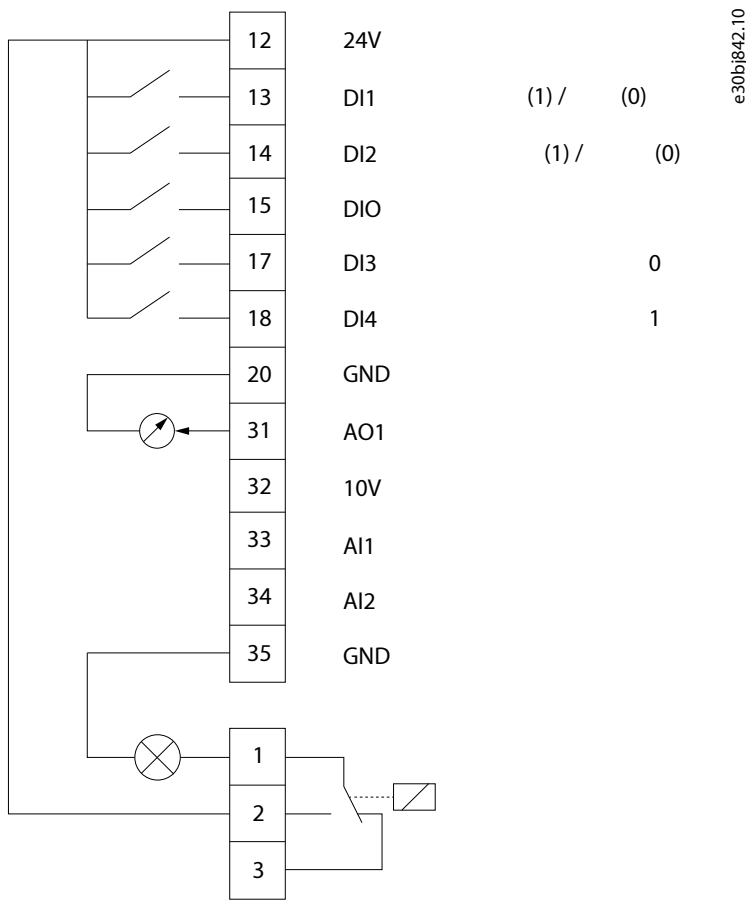 e30bj842.10
12 24V
13 DI1 (1) / (0)
14 DI2 (1) / (0)
15 DIO
17 DI3 0
18 DI4 1
20 GND
31 AO1
32 10V
33 AI1
34 AI2
35 GND
1
2
3